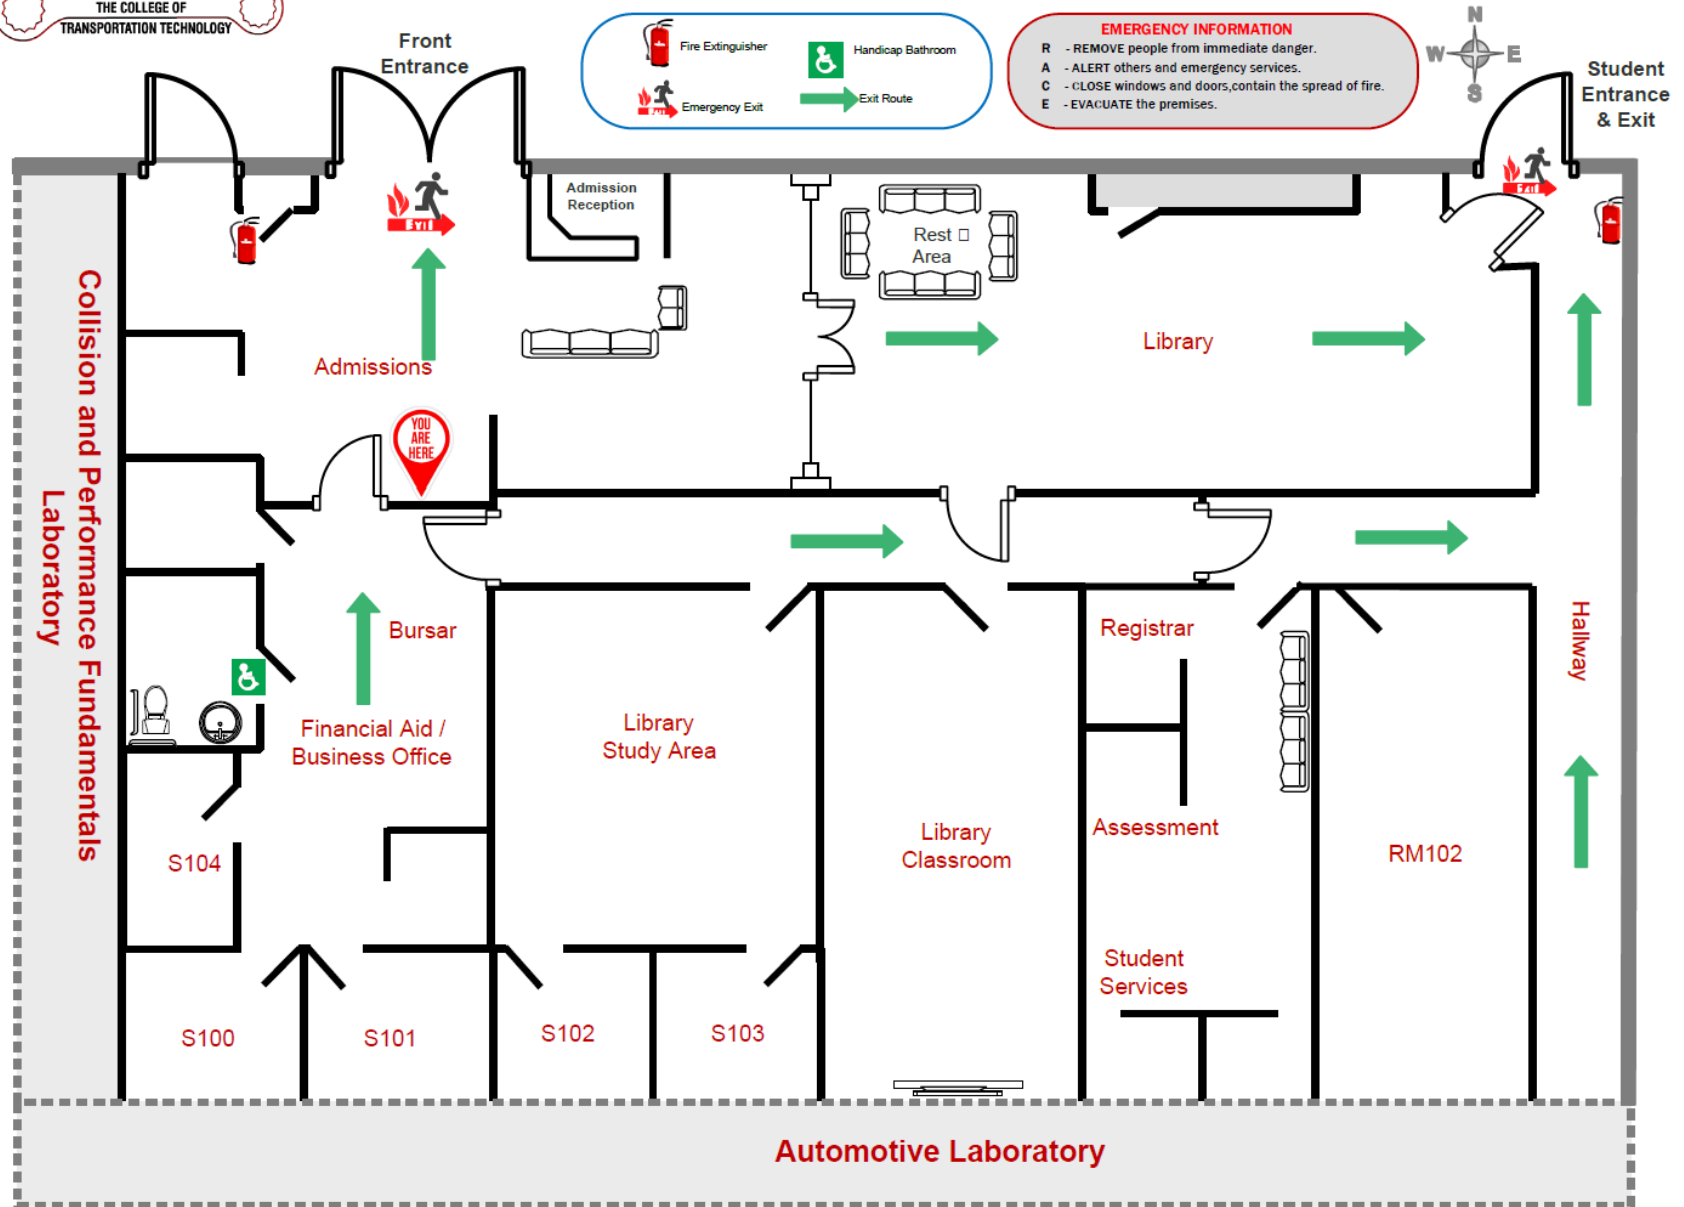 THE COLLEGE OF
TRANSPORTATION TECHNOLOGY
Front
Entrance
Fire Extinguisher
Handicap Bathroom
Emergency Exit
Exit Route
EMERGENCY INFORMATION
R - REMOVE people from immediate danger.
A - ALERT others and emergency services.
C - CLOSE windows and doors,contain the spread of fire.
E - EVACUATE the premises.
N
W E
S
Student
Entrance
& Exit
Admission
Reception
Rest
Area
Exit
Exit
Library
Admissions
YOU
ARE
HERE
Collision and Performance Fundamentals
Laboratory
Bursar
Registrar
Hallway
Financial Aid /
Business Office
Library
Study Area
Library
Classroom
Assessment
RM102
S104
Student
Services
S100
S101
S102
S103
Automotive Laboratory